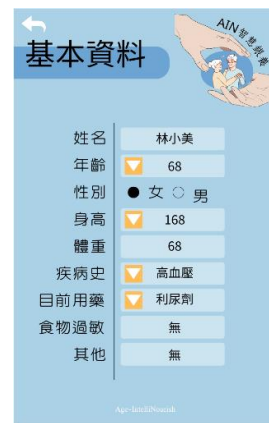 AIN智慧銀養
基本資料
姓名 林小美
年齡 68
性別 女 男
身高 168
體重 68
疾病史 高血壓
目前用藥 利尿劑
食物過敏 無
其他 無
Age-IntelliNourish